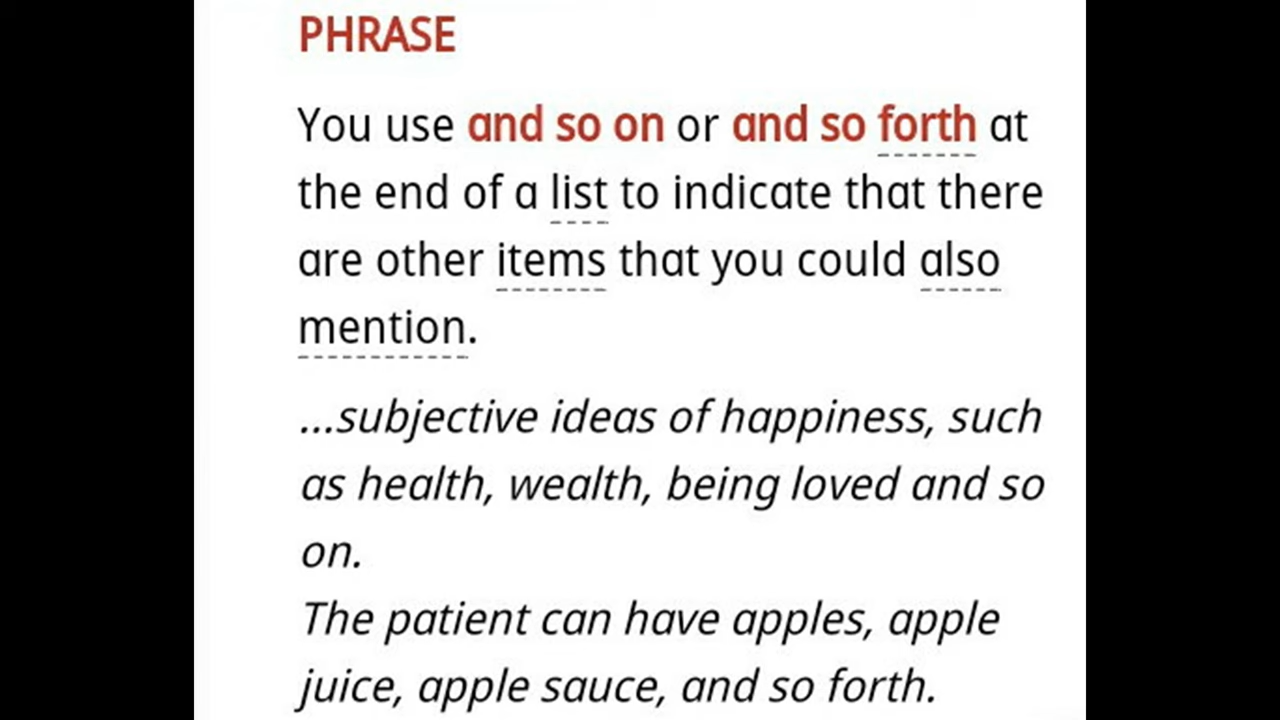 PHRASE
You use and so on or and so forth at
the end of a list to indicate that there
are other items that you could also
mention.
...subjective ideas of happiness, such
as health, wealth, being loved and so
on.
The patient can have apples, apple
juice, apple sauce, and so forth.